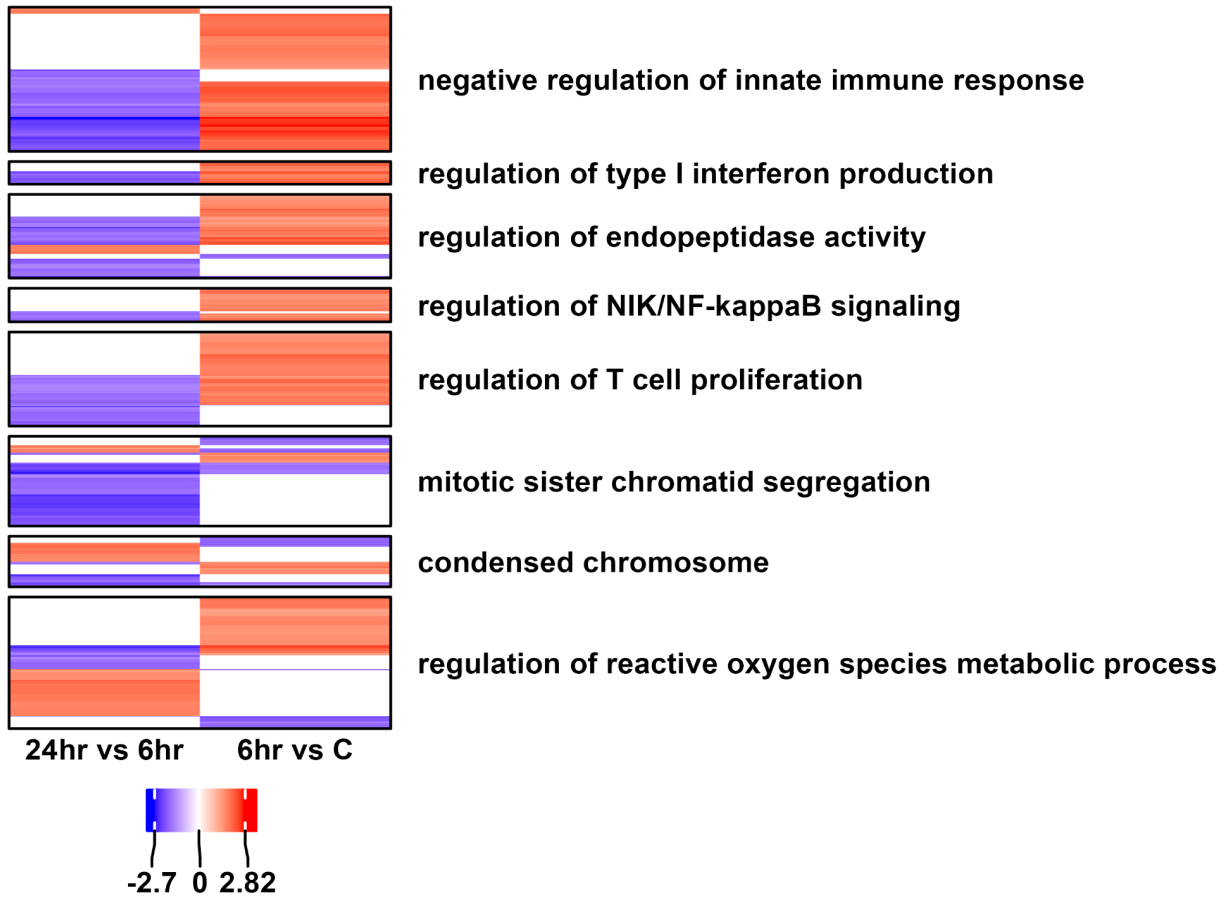 negative regulation of innate immune response
regulation of type I interferon production
regulation of endopeptidase activity
regulation of NIK/NF-kappaB signaling
regulation of T cell proliferation
mitotic sister chromatid segregation
condensed chromosome
regulation of reactive oxygen species metabolic process
24hr vs 6hr 6hr vs C
-2.7 0 2.82